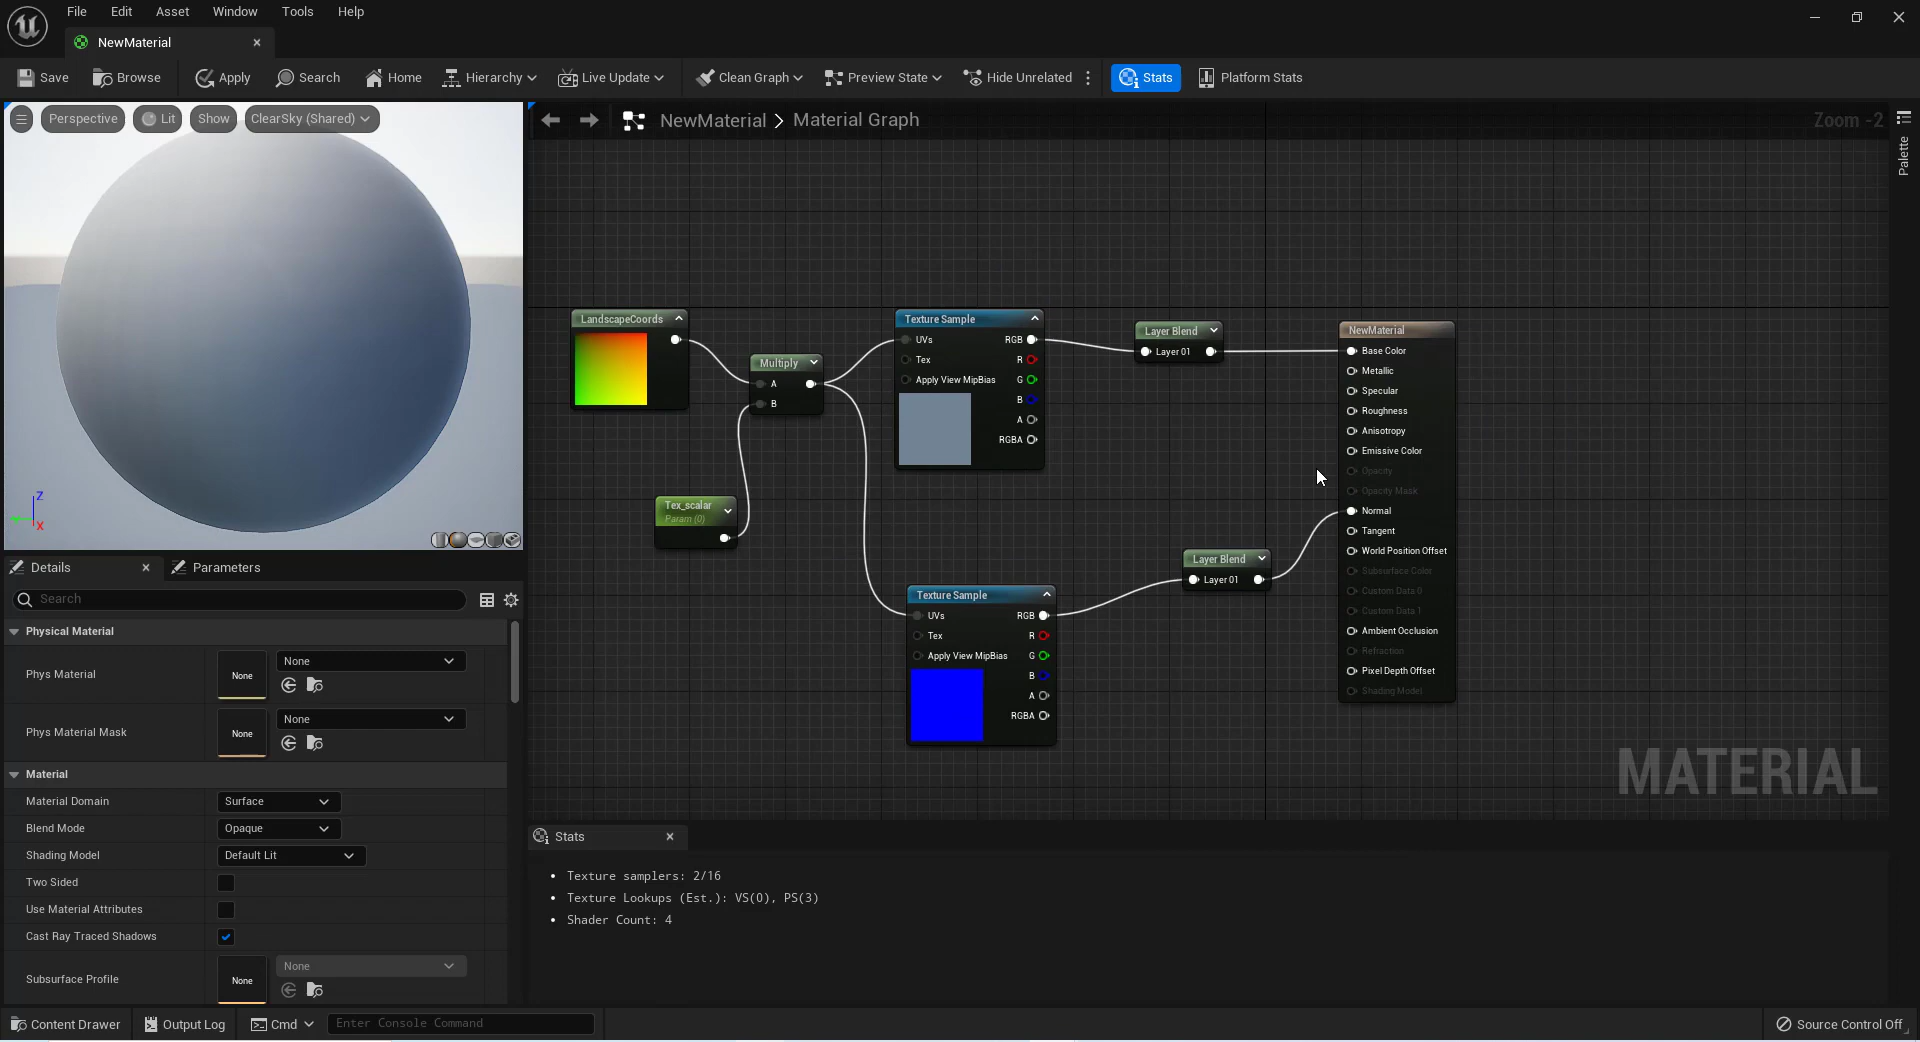 File Edit Asset Window Tools Help
NewMaterial
Save Browse Apply Search Home Hierarchy Live Update Clean Graph Preview State Hide Unrelated Stats Platform Stats
Perspective Lit Show ClearSky (Shared)
Z
X
NewMaterial > Material Graph
Zoom -2
Palette
LandscapeCoords
Multiply
A
B
Tex_scalar
Param (0)
Texture Sample
UVs RGB
Tex R
Apply View MipBias G
B
A
RGBA
Layer Blend
Layer 01
Texture Sample
UVs RGB
Tex R
Apply View MipBias G
B
A
RGBA
Layer Blend
Layer 01
NewMaterial
Base Color
Metallic
Specular
Roughness
Anisotropy
Emissive Color
Opacity
Opacity Mask
Normal
Tangent
World Position Offset
Subsurface Color
Custom Data 0
Custom Data 1
Ambient Occlusion
Refraction
Pixel Depth Offset
Shading Model
MATERIAL
Details Parameters
Search
Physical Material
Phys Material None None
Phys Material Mask None None
Material
Material Domain Surface
Blend Mode Opaque
Shading Model Default Lit
Two Sided
Use Material Attributes
Cast Ray Traced Shadows
Subsurface Profile None None
Stats
• Texture samplers: 2/16
• Texture Lookups (Est.): VS(0), PS(3)
• Shader Count: 4
Content Drawer Output Log Cmd Enter Console Command Source Control Off